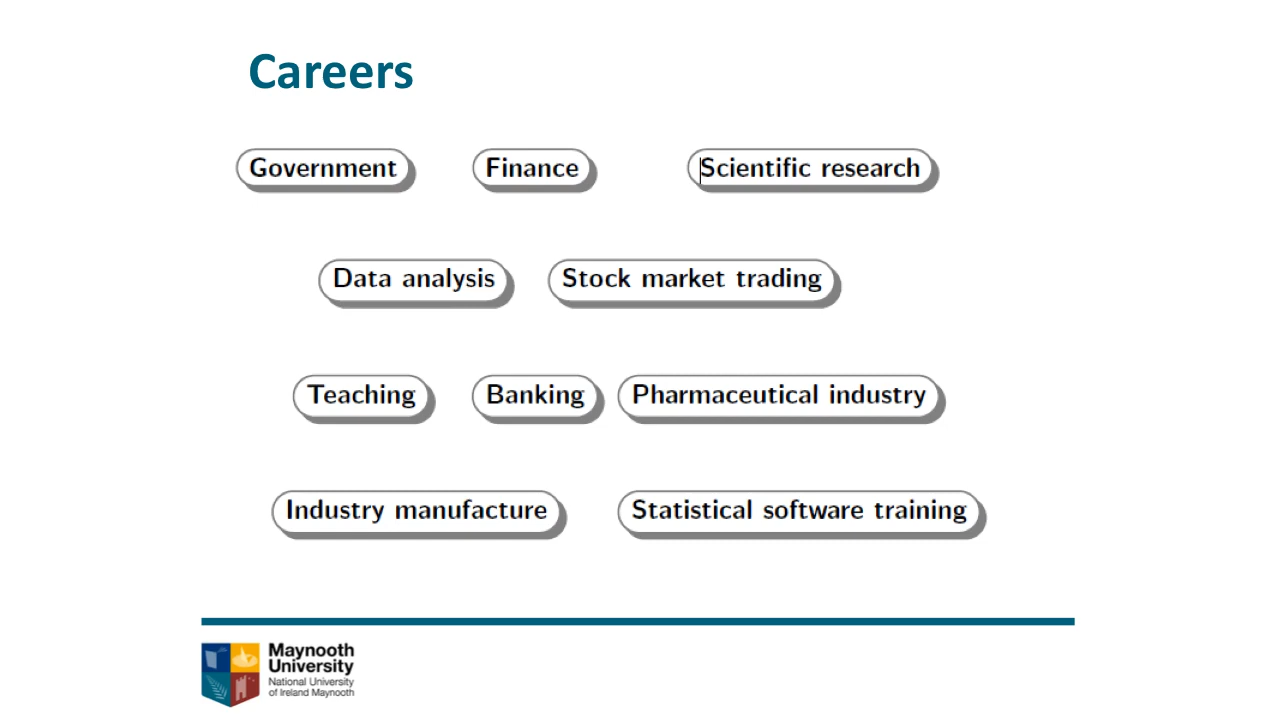 Careers
Government Finance Scientific research
Data analysis Stock market trading
Teaching Banking Pharmaceutical industry
Industry manufacture Statistical software training
Maynooth
University
National University
of Ireland Maynooth